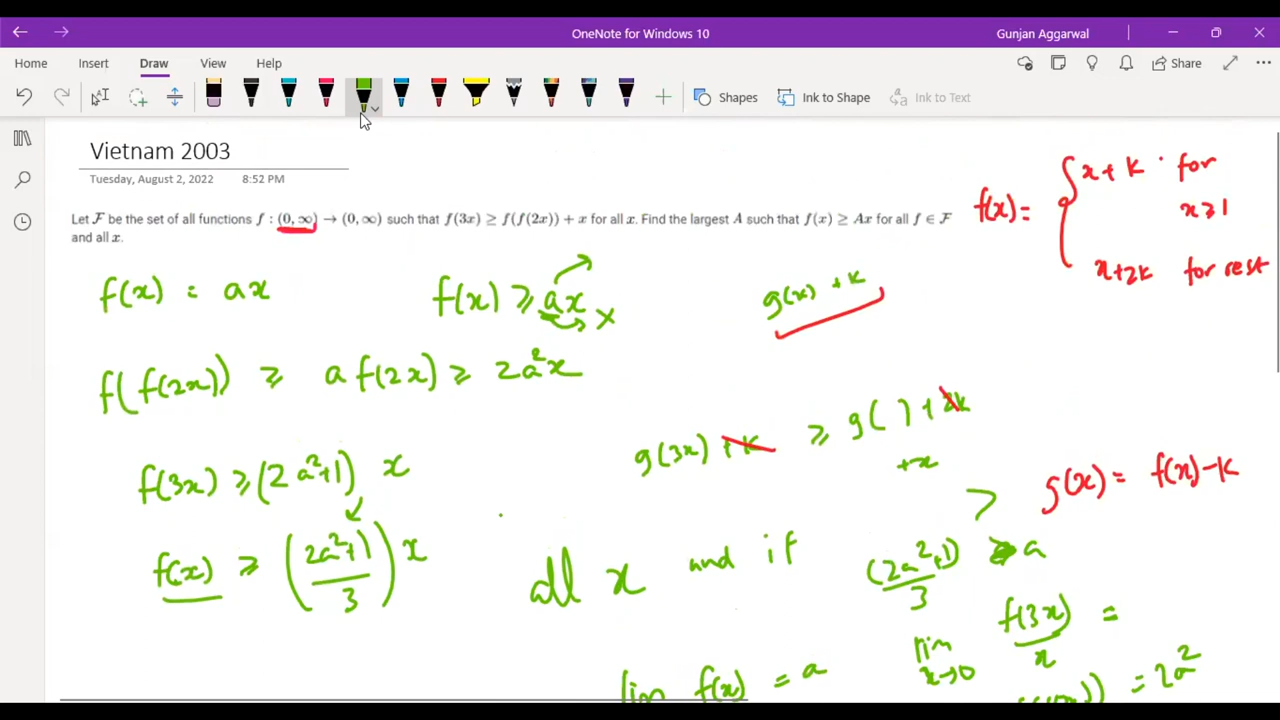 OneNote for Windows 10
Gunjan Aggarwal
Home Insert Draw View Help
Share
Shapes
Ink to Shape
Ink to Text
Vietnam 2003
Tuesday, August 2, 2022 8:52 PM
Let F be the set of all functions f : (0, ∞) → (0, ∞) such that f(3x) ≥ f(f(2x)) + x for all x. Find the largest A such that f(x) ≥ Ax for all f ∈ F
and all x.
f(x) = { x + k for
x ≥ 1
x+2k for rest
f(x) = ax
f(x) ≥ ax
g(x) + k
f(f(2x)) ≥ a f(2x) ≥ 2a²x
g(3x) + k ≥ g( ) + 2k
+x
f(3x) ≥ (2a²+1) x
g(x) = f(x) - k
>
f(x) ≥ ((2a²+1)/3) x
all x and if (2a²+1)/3 > a
lim x→0 f(3x)/x =
lim f(x) = a
= 2a²